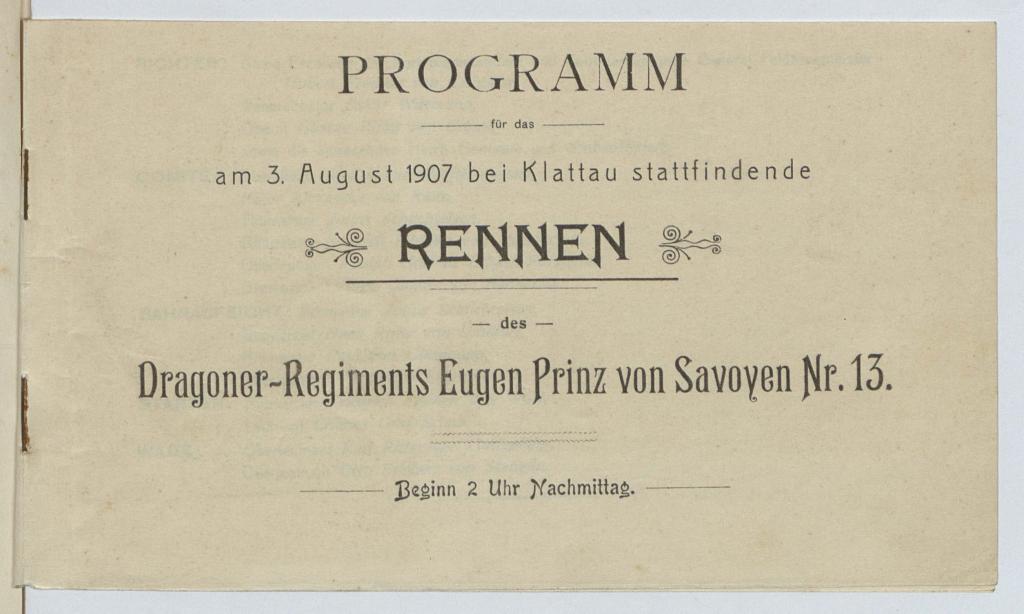 PROGRAMM
für das
am 3. August 1907 bei Klattau stattfindende
RENNEN
— des —
Dragoner-Regiments Eugen Prinz von Savoyen Nr. 13.
Beginn 2 Uhr Nachmittag.